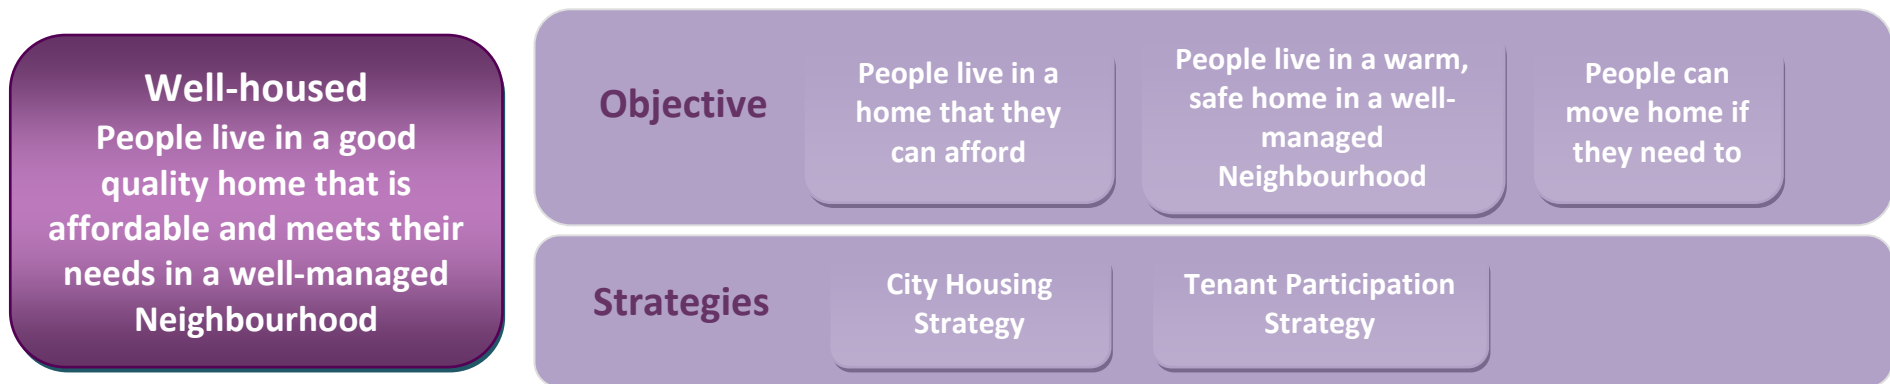 Well-housed
People live in a good
quality home that is
affordable and meets their
needs in a well-managed
Neighbourhood
Objective
People live in a
home that they
can afford
People live in a warm,
safe home in a well-
managed
Neighbourhood
People can
move home if
they need to
Strategies
City Housing
Strategy
Tenant Participation
Strategy